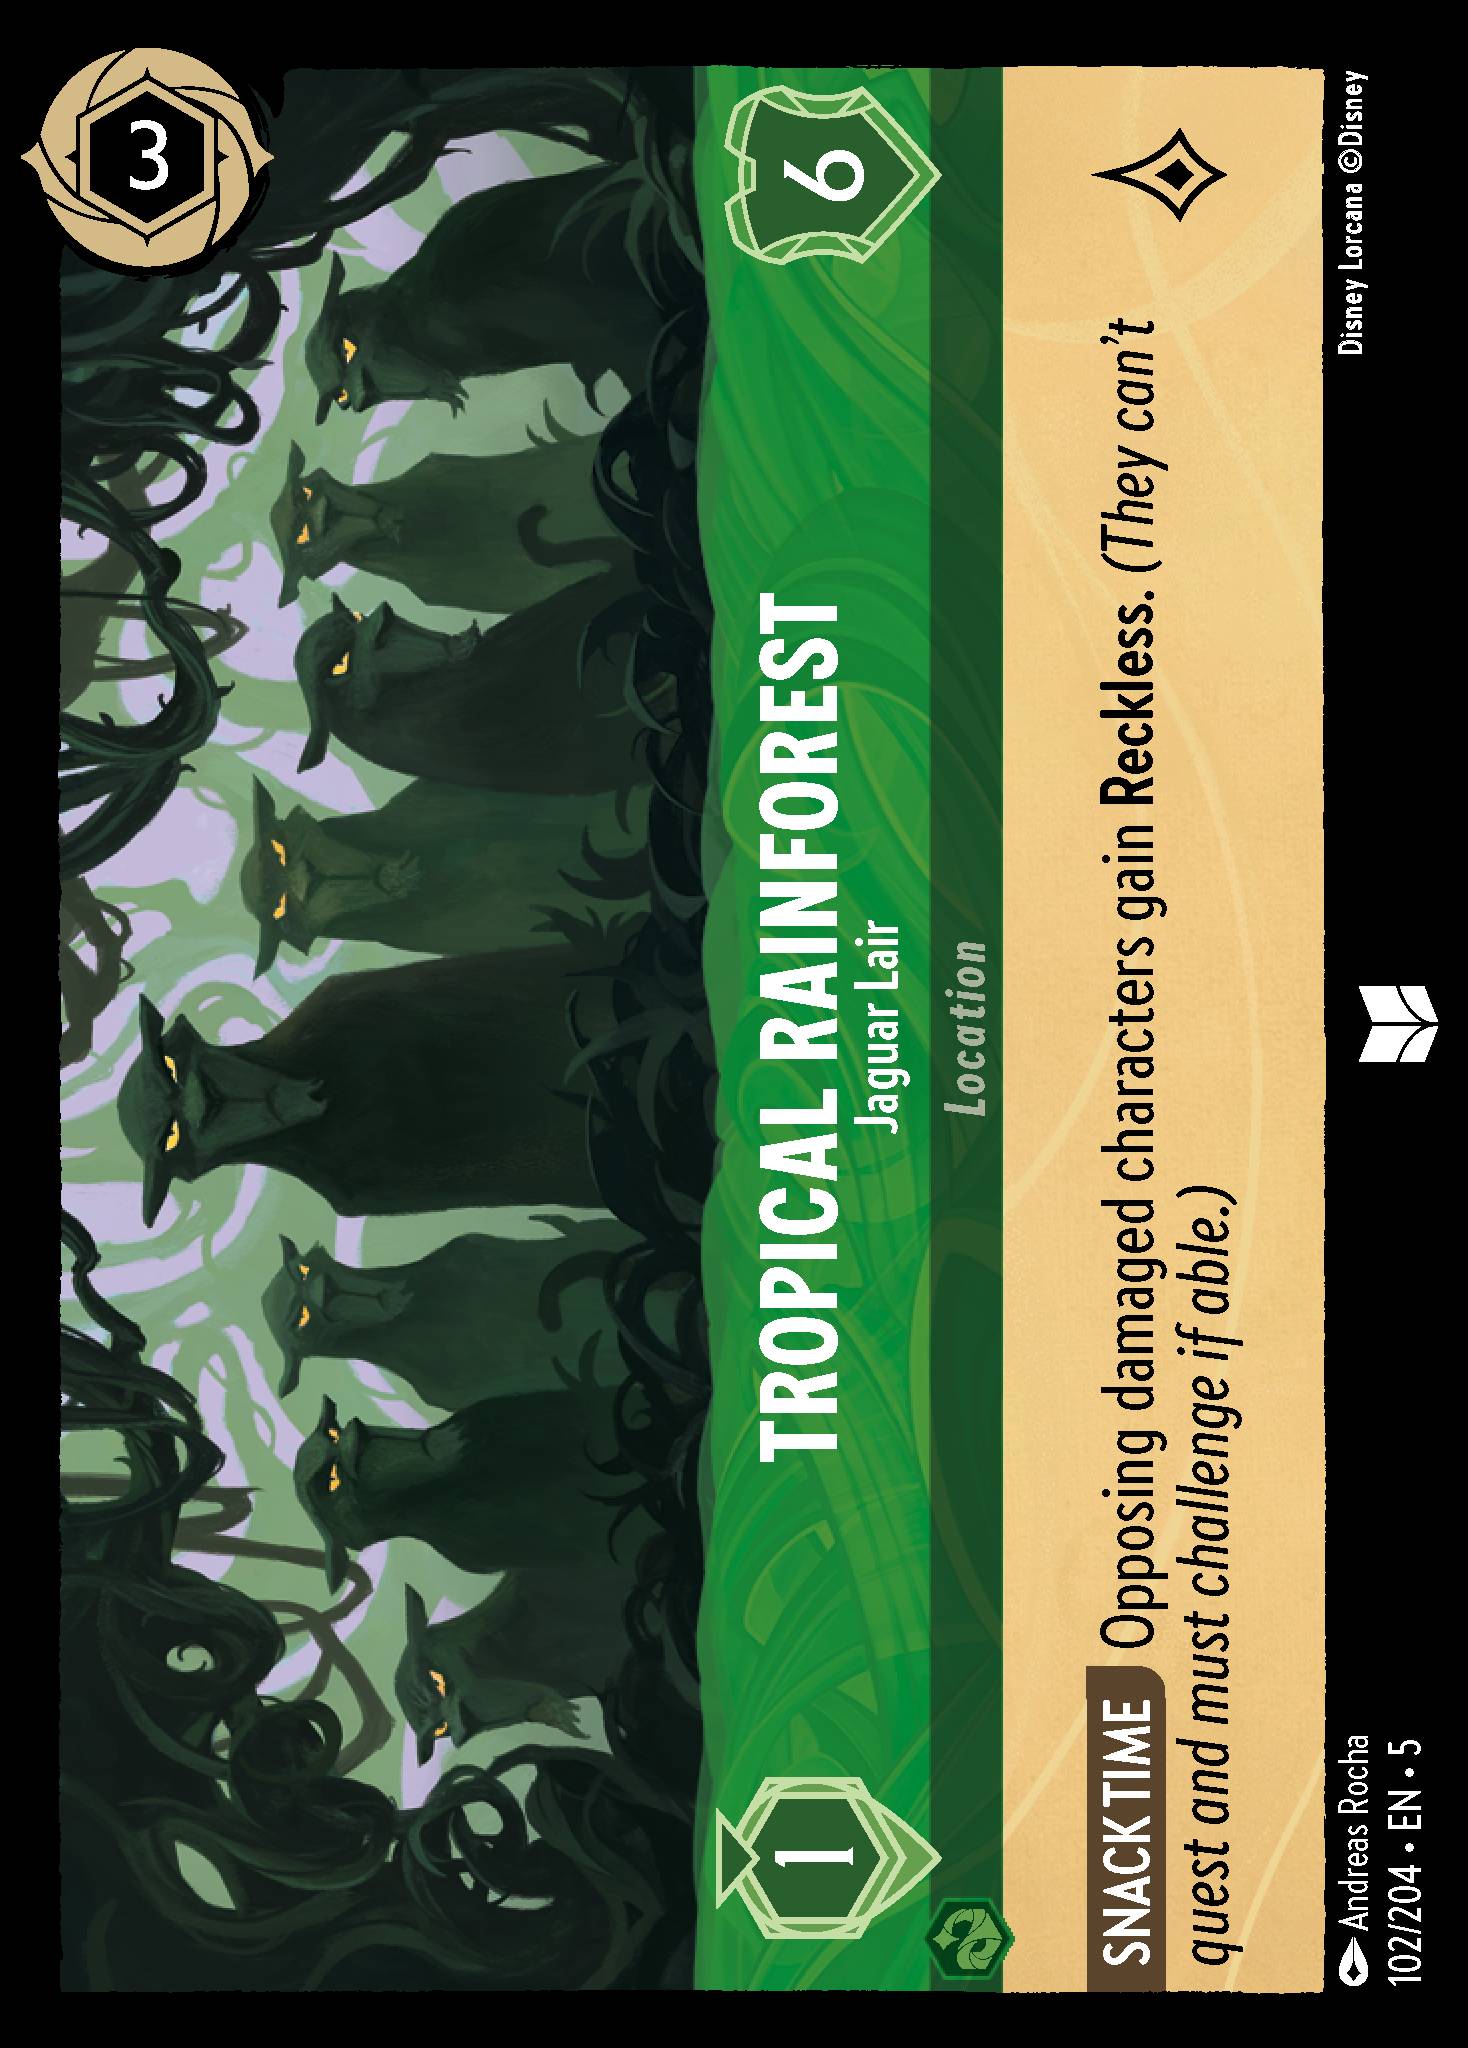 3
TROPICAL RAINFOREST
Jaguar Lair
1
6
Location
SNACK TIME Opposing damaged characters gain Reckless. (They can't
quest and must challenge if able.)
Andreas Rocha
102/204 • EN • 5
Disney Lorcana ©Disney